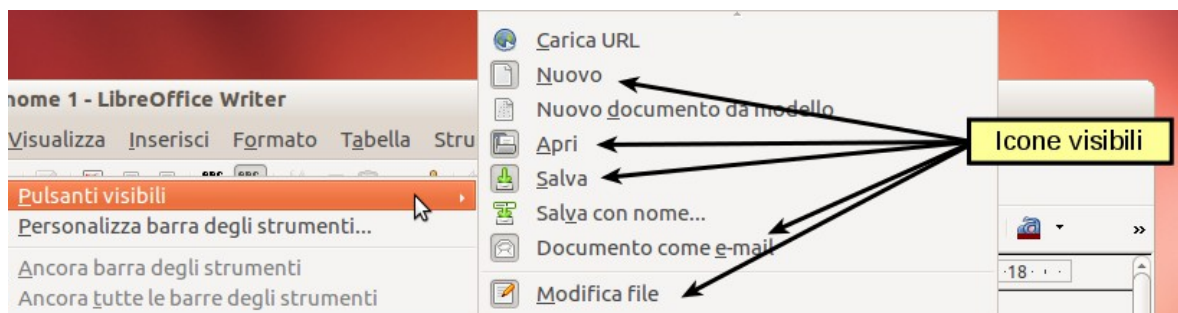 Carica URL
Nuovo
nome 1 - LibreOffice Writer
Nuovo documento da modello
Visualizza Inserisci Formato Tabella Stru
Apri
Icone visibili
Salva
Pulsanti visibili
Salva con nome...
Personalizza barra degli strumenti...
Documento come e-mail
»
Ancora barra degli strumenti
·18·
Modifica file
Ancora tutte le barre degli strumenti